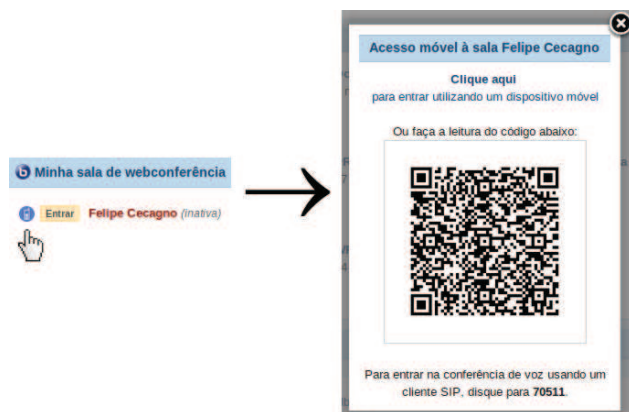 Minha sala de webconferência
Entrar Felipe Cecagno (inativa)
Acesso móvel à sala Felipe Cecagno
Clique aqui
para entrar utilizando um dispositivo móvel
Ou faça a leitura do código abaixo:
Para entrar na conferência de voz usando um
cliente SIP, disque para 70511.